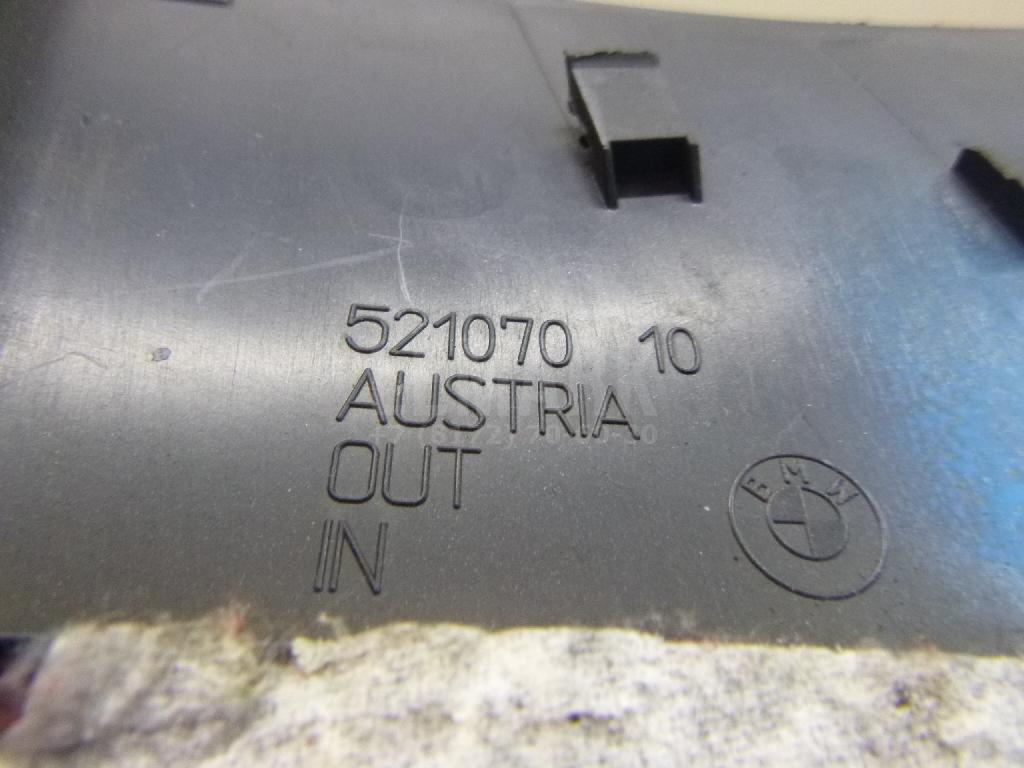 521070 10
AUSTRIA
OUT
IN
BMW